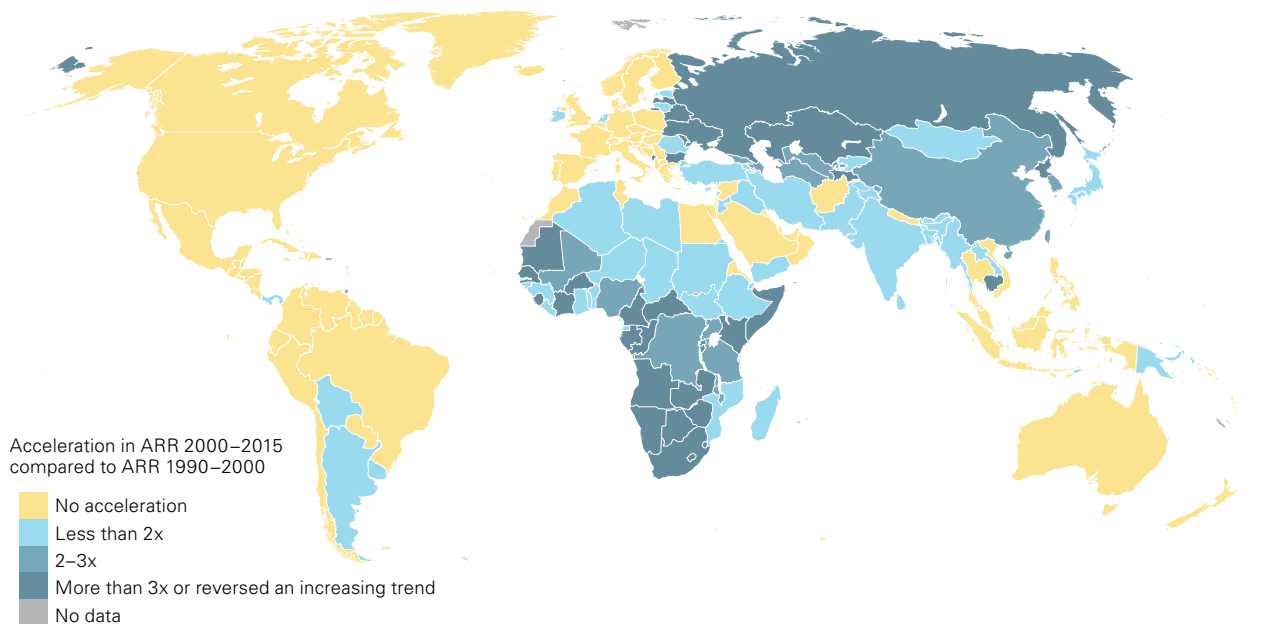 Acceleration in ARR 2000–2015
compared to ARR 1990–2000
No acceleration
Less than 2x
2–3x
More than 3x or reversed an increasing trend
No data